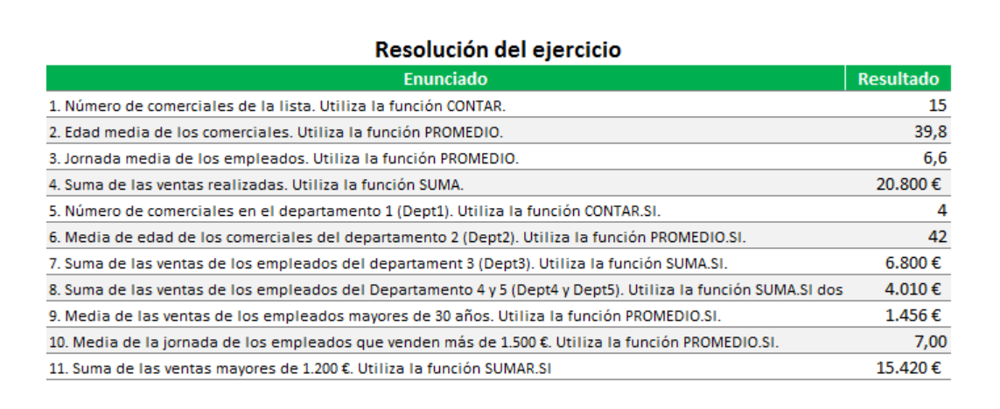 Resolución del ejercicio
Enunciado Resultado
1. Número de comerciales de la lista. Utiliza la función CONTAR. 15
2. Edad media de los comerciales. Utiliza la función PROMEDIO. 39,8
3. Jornada media de los empleados. Utiliza la función PROMEDIO. 6,6
4. Suma de las ventas realizadas. Utiliza la función SUMA. 20.800 €
5. Número de comerciales en el departamento 1 (Dept1). Utiliza la función CONTAR.SI. 4
6. Media de edad de los comerciales del departamento 2 (Dept2). Utiliza la función PROMEDIO.SI. 42
7. Suma de las ventas de los empleados del departament 3 (Dept3). Utiliza la función SUMA.SI. 6.800 €
8. Suma de las ventas de los empleados del Departamento 4 y 5 (Dept4 y Dept5). Utiliza la función SUMA.SI dos 4.010 €
9. Media de las ventas de los empleados mayores de 30 años. Utiliza la función PROMEDIO.SI. 1.456 €
10. Media de la jornada de los empleados que venden más de 1.500 €. Utiliza la función PROMEDIO.SI. 7,00
11. Suma de las ventas mayores de 1.200 €. Utiliza la función SUMAR.SI 15.420 €